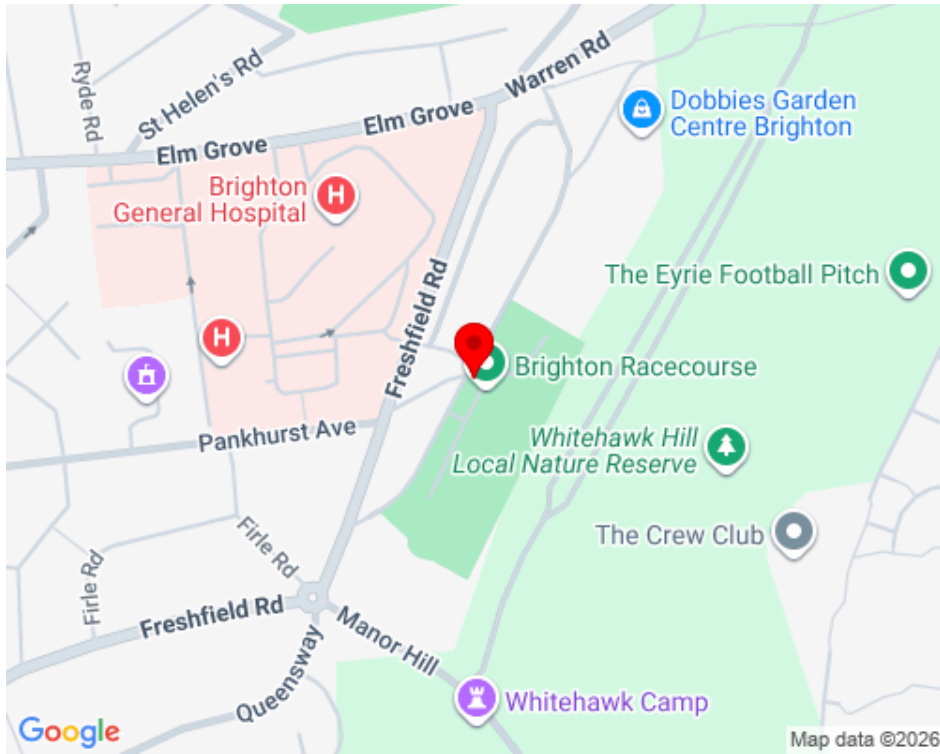 Ryde Rd
St Helen's Rd
Warren Rd
Elm Grove
Elm Grove
Dobbies Garden
Centre Brighton
Brighton
General Hospital
H
The Eyrie Football Pitch
Freshfield Rd
H
Brighton Racecourse
Pankhurst Ave
Whitehawk Hill
Local Nature Reserve
The Crew Club
Firle Rd
Firle Rd
Freshfield Rd
Manor Hill
Queensway
Whitehawk Camp
Google
Map data ©2026